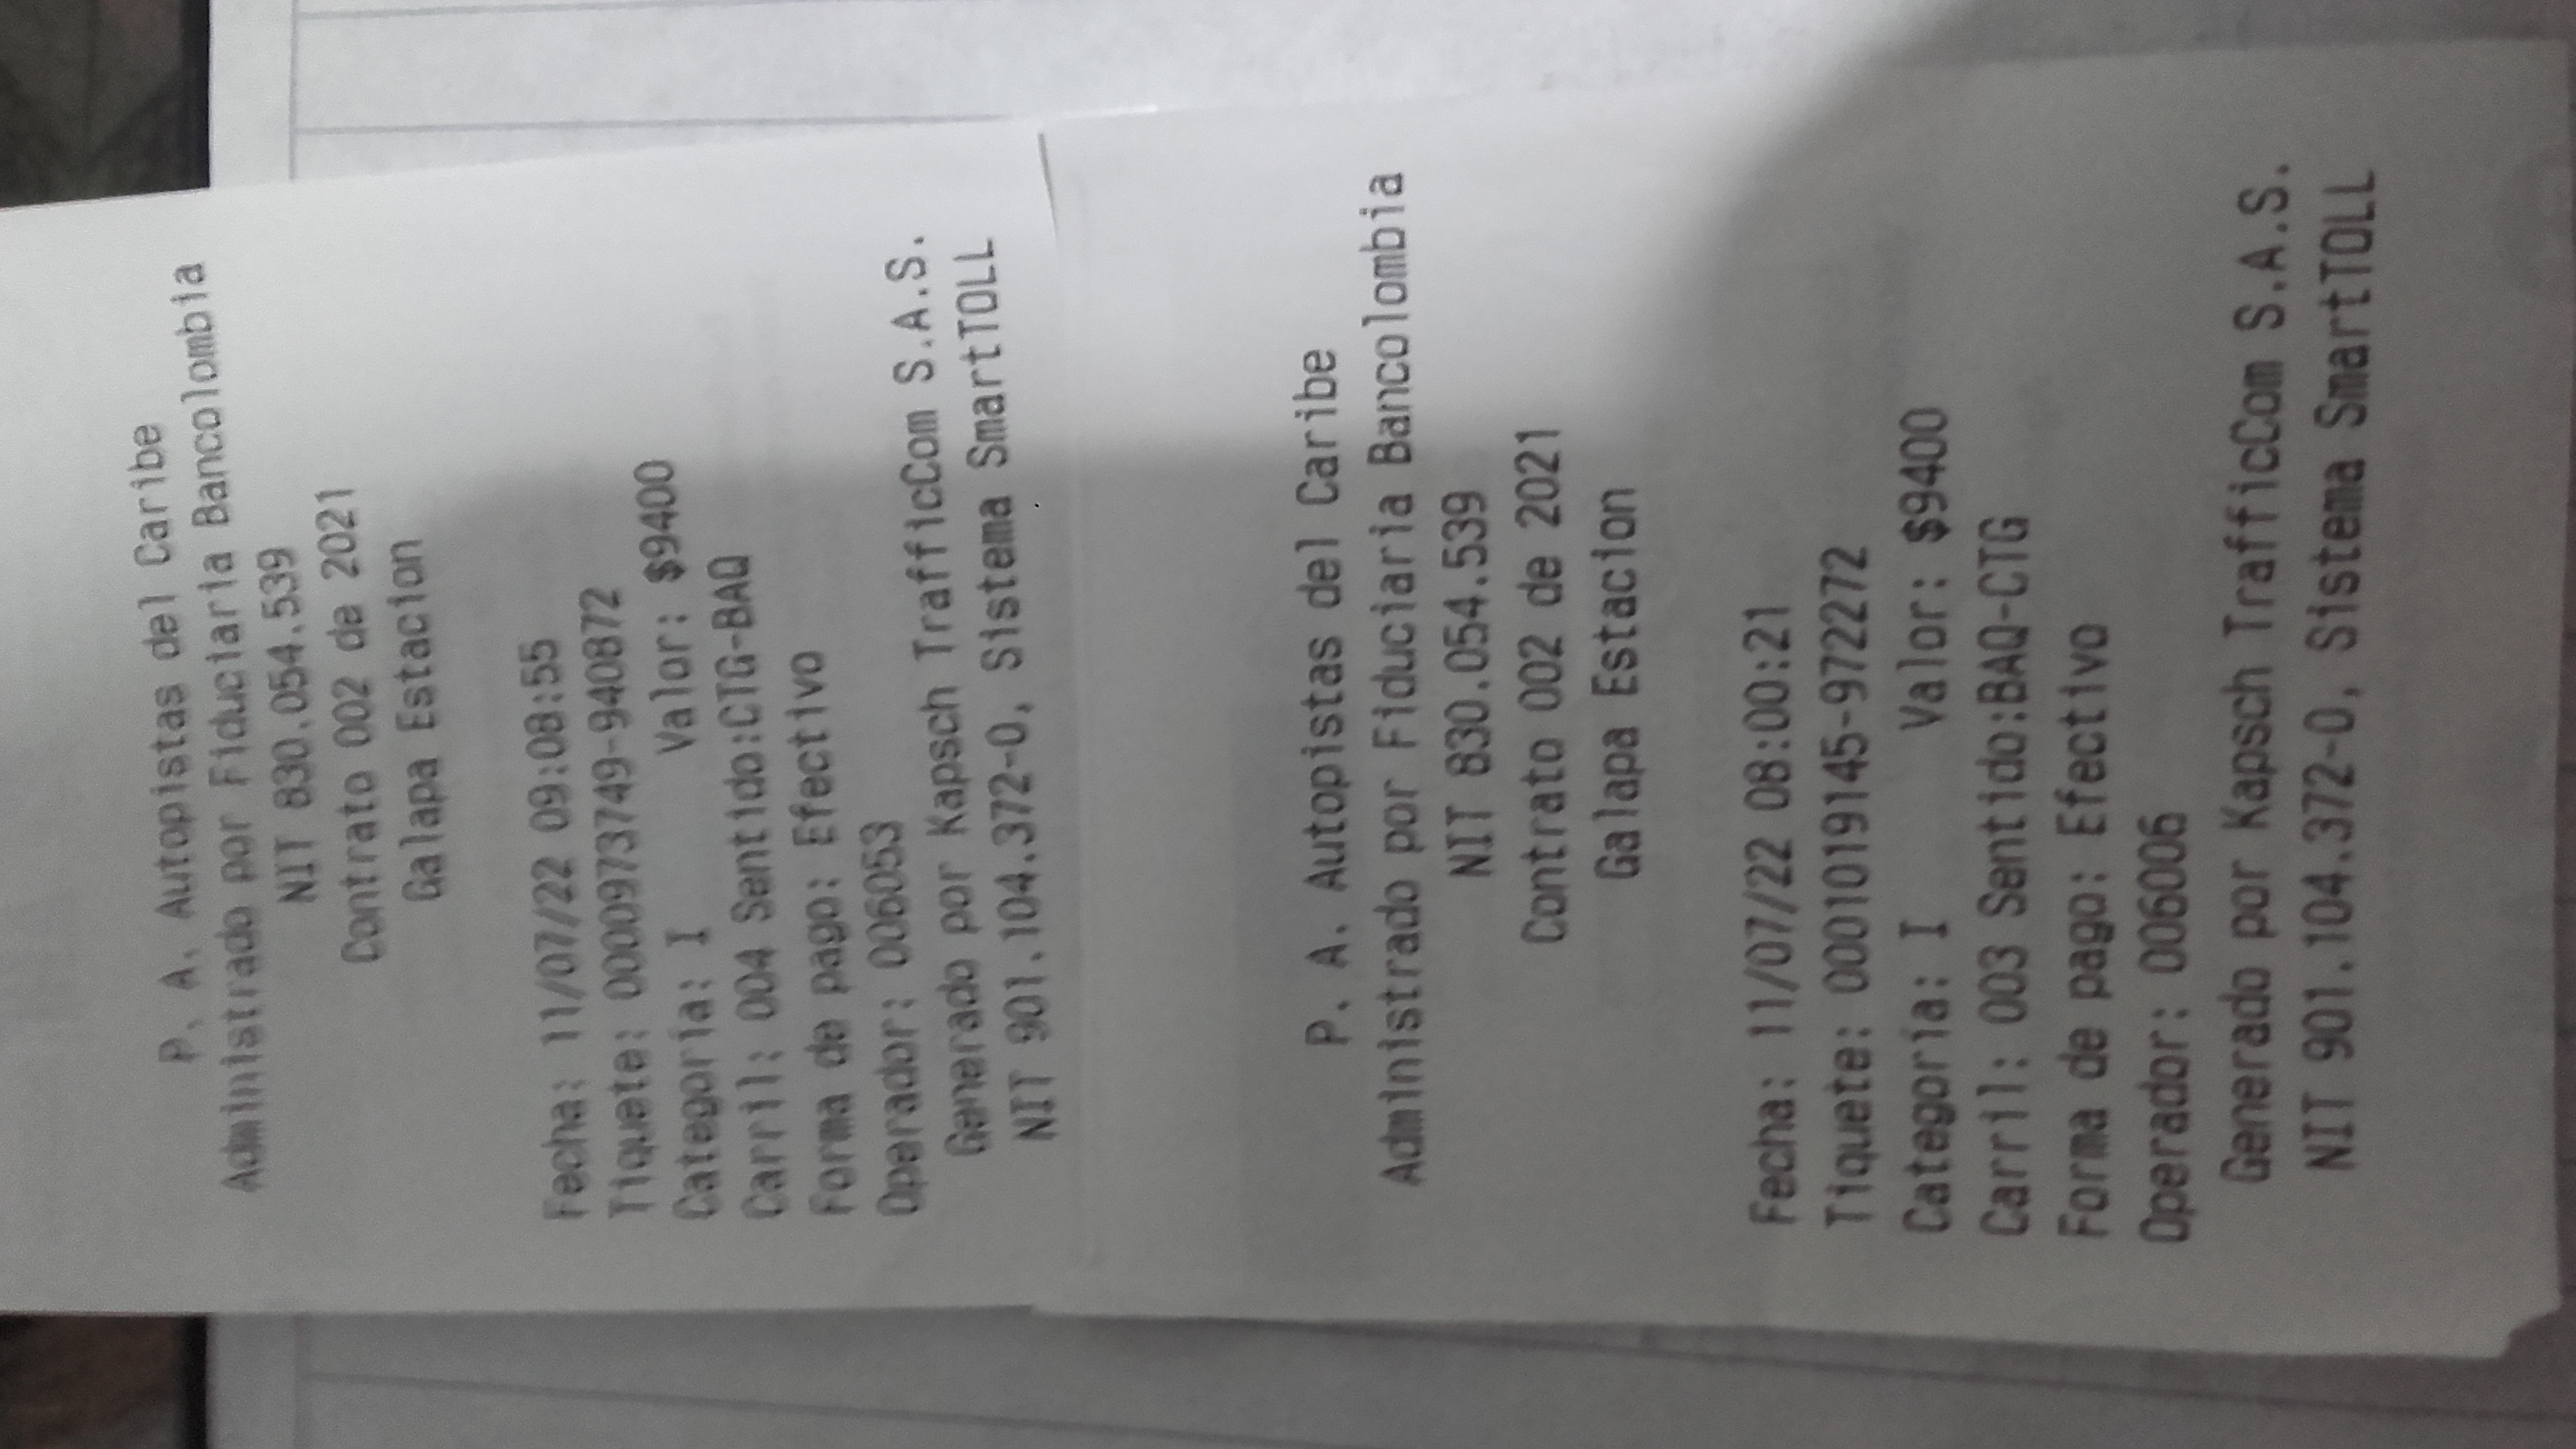 P. A. Autopistas del Caribe
Administrado por Fiduciaria Bancolombia
NIT 830.054.539
Contrato 002 de 2021
Galapa Estacion
Fecha: 11/07/22 09:08:55
Tiquete: 0000973749-940872
Categoria: I Valor: $9400
Carril: 004 Sentido:CTG-BAQ
Forma de pago: Efectivo
Operador: 006053
Generado por Kapsch TrafficCom S.A.S.
NIT 901.104.372-0, Sistema SmartTOLL
P. A. Autopistas del Caribe
Administrado por Fiduciaria Bancolombia
NIT 830.054.539
Contrato 002 de 2021
Galapa Estacion
Fecha: 11/07/22 08:00:21
Tiquete: 0001019145-972272
Categoria: I Valor: $9400
Carril: 003 Sentido:BAQ-CTG
Forma de pago: Efectivo
Operador: 006006
Generado por Kapsch TrafficCom S.A.S.
NIT 901.104.372-0, Sistema SmartTOLL